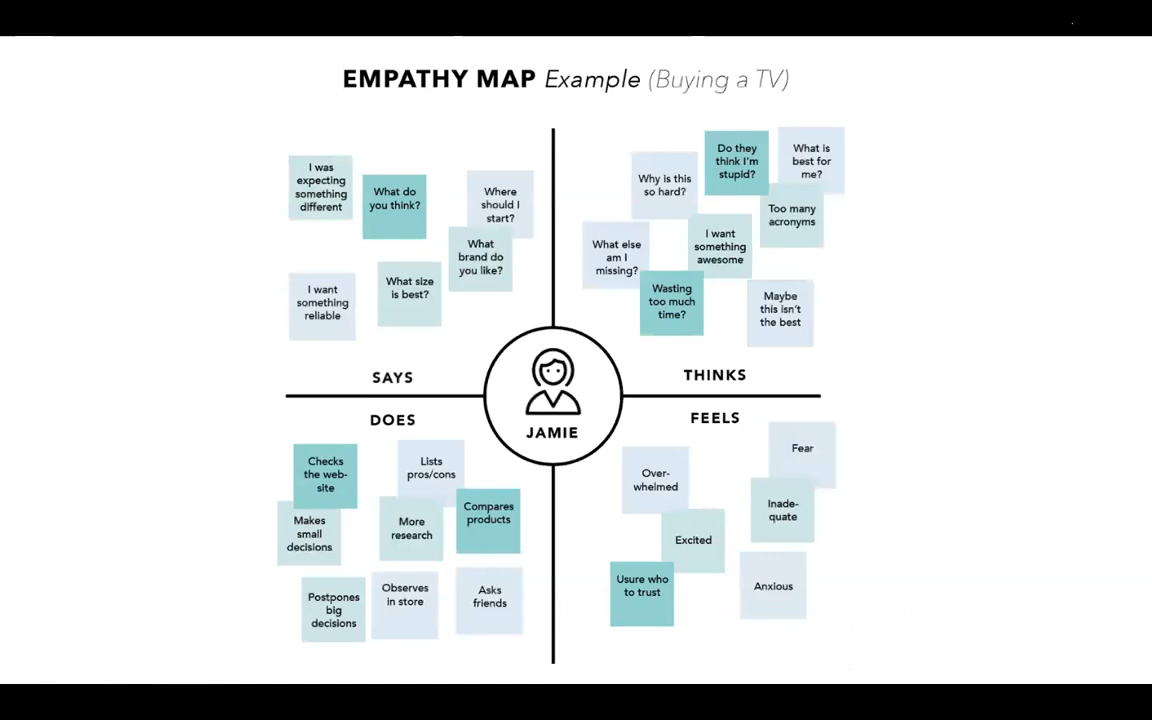 EMPATHY MAP Example (Buying a TV)
I was
expecting
something
different
What do
you think?
Where
should I
start?
What
brand do
you like?
What size
is best?
I want
something
reliable
SAYS
Why is this
so hard?
Do they
think I'm
stupid?
What is
best for
me?
Too many
acronyms
What else
am I
missing?
I want
something
awesome
Wasting
too much
time?
Maybe
this isn't
the best
THINKS
JAMIE
DOES
Checks
the web-
site
Lists
pros/cons
Makes
small
decisions
More
research
Compares
products
Postpones
big
decisions
Observes
in store
Asks
friends
FEELS
Over-
whelmed
Fear
Inade-
quate
Excited
Usure who
to trust
Anxious